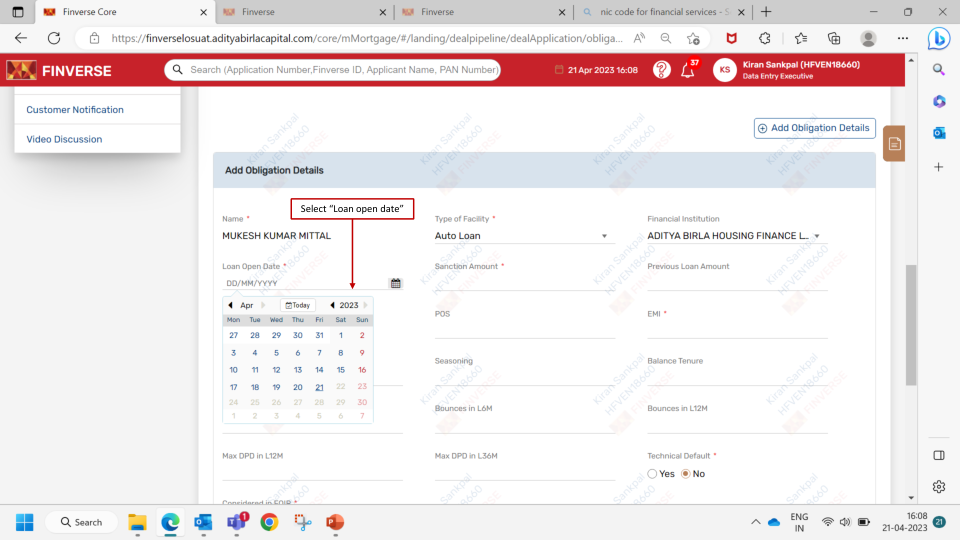 Finverse Core
Finverse
Finverse
nic code for financial services - S
https://finverselosuat.adityabirlacapital.com/core/mMortgage/#/landing/dealpipeline/dealApplication/obliga...
FINVERSE
Search (Application Number,Finverse ID, Applicant Name, PAN Number)
21 Apr 2023 16:08
37
KS
Kiran Sankpal (HFVEN18660)
Data Entry Executive
Customer Notification
Video Discussion
Add Obligation Details
Add Obligation Details
Select “Loan open date”
Name *
Type of Facility *
Financial Institution
MUKESH KUMAR MITTAL
Auto Loan
ADITYA BIRLA HOUSING FINANCE L...
Loan Open Date *
Sanction Amount *
Previous Loan Amount
DD/MM/YYYY
Apr Today 2023
Mon Tue Wed Thu Fri Sat Sun
27 28 29 30 31 1 2
3 4 5 6 7 8 9
10 11 12 13 14 15 16
17 18 19 20 21 22 23
24 25 26 27 28 29 30
1 2 3 4 5 6 7
POS
EMI *
Seasoning
Balance Tenure
Bounces in L6M
Bounces in L12M
Max DPD in L12M
Max DPD in L36M
Technical Default *
Yes No
Considered in FOIR *
Kiran Sankpal
HFVEN18660
FINVERSE
Search
1
ENG
IN
16:08
21-04-2023
21